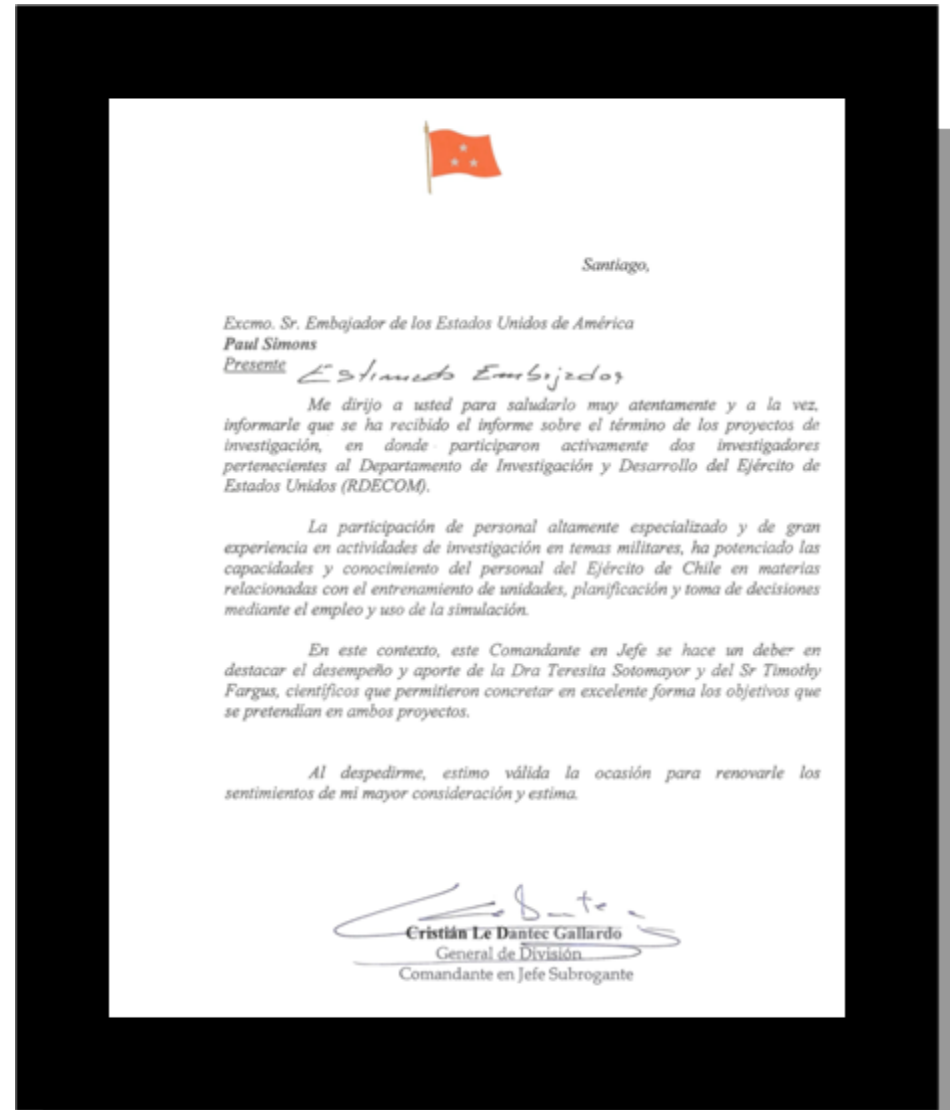 Santiago,
Excmo. Sr. Embajador de los Estados Unidos de América
Paul Simons
Presente
Estimado Embajador
Me dirijo a usted para saludarlo muy atentamente y a la vez,
informarle que se ha recibido el informe sobre el término de los proyectos de
investigación, en donde participaron activamente dos investigadores
pertenecientes al Departamento de Investigación y Desarrollo del Ejército de
Estados Unidos (RDECOM).
La participación de personal altamente especializado y de gran
experiencia en actividades de investigación en temas militares, ha potenciado las
capacidades y conocimiento del personal del Ejército de Chile en materias
relacionadas con el entrenamiento de unidades, planificación y toma de decisiones
mediante el empleo y uso de la simulación.
En este contexto, este Comandante en Jefe se hace un deber en
destacar el desempeño y aporte de la Dra Teresita Sotomayor y del Sr Timothy
Fargus, científicos que permitieron concretar en excelente forma los objetivos que
se pretendían en ambos proyectos.
Al despedirme, estimo válida la ocasión para renovarle los
sentimientos de mi mayor consideración y estima.
Le Dantec
Cristián Le Dantec Gallardo
General de División
Comandante en Jefe Subrogante